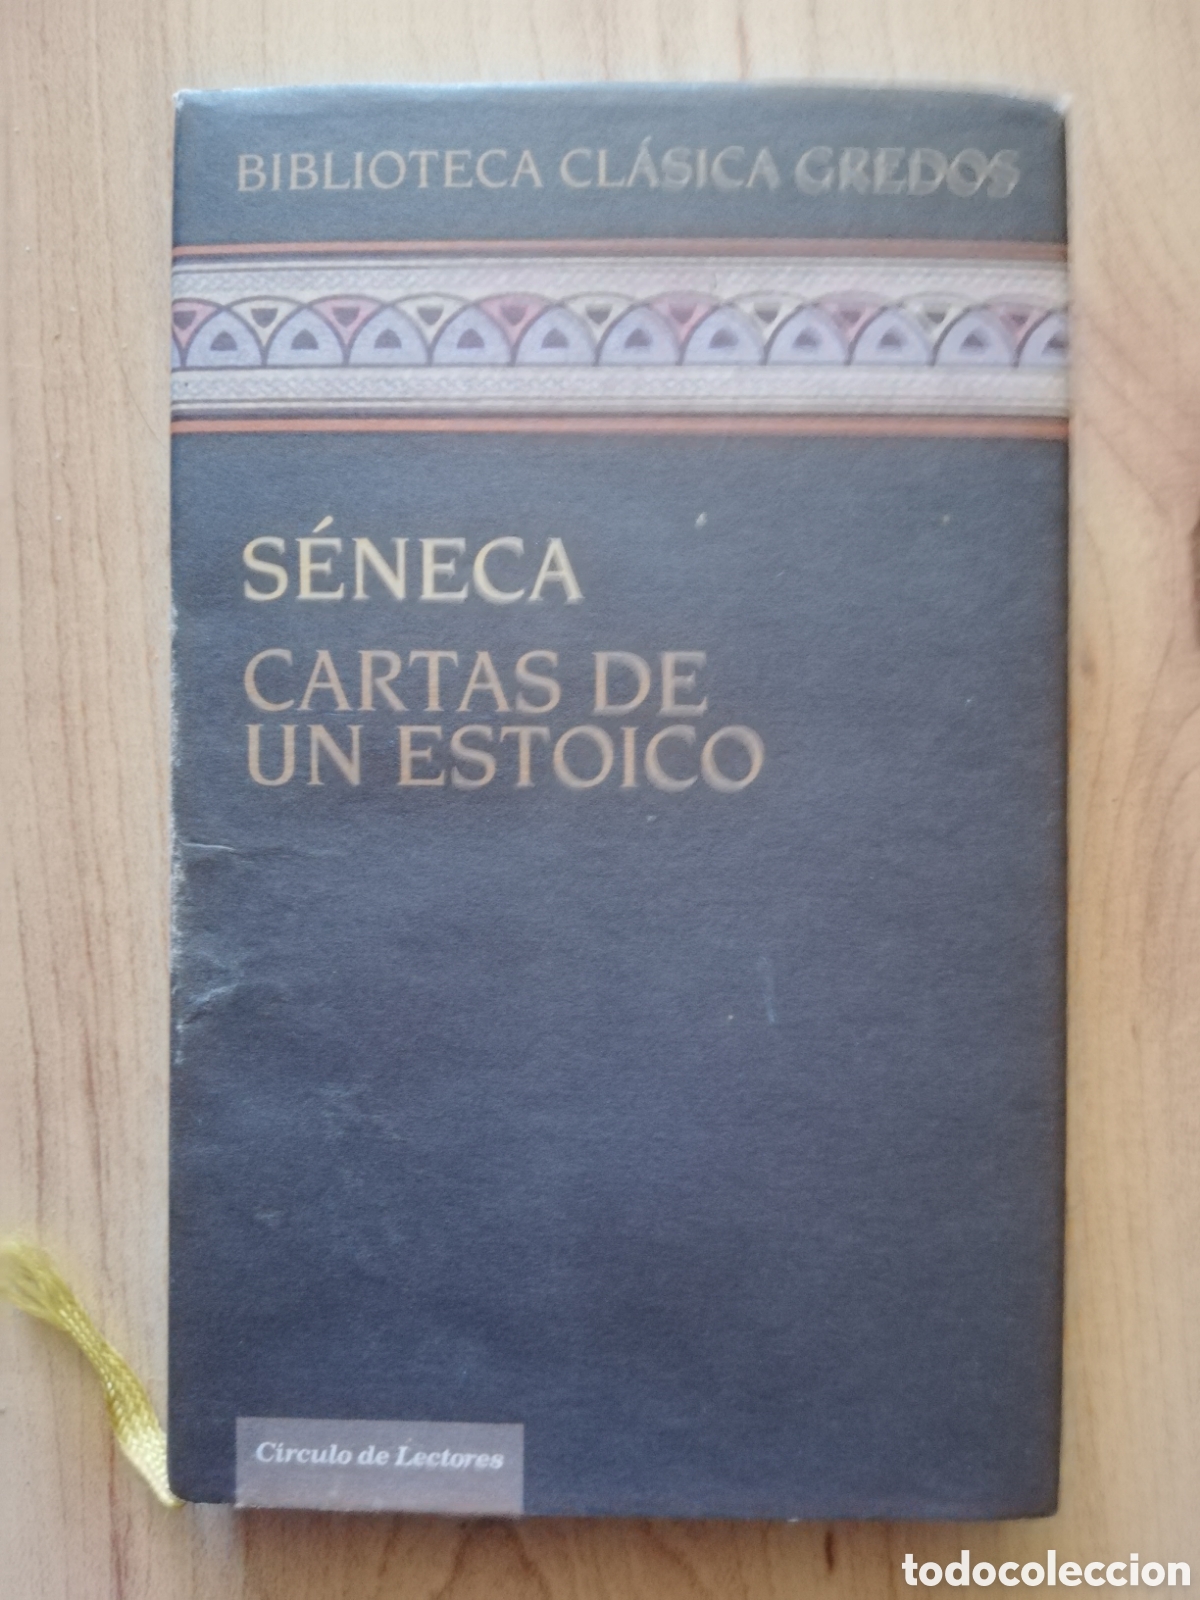 BIBLIOTECA CLÁSICA GREDOS
SÉNECA
CARTAS DE
UN ESTOICO
Círculo de Lectores
todocoleccion